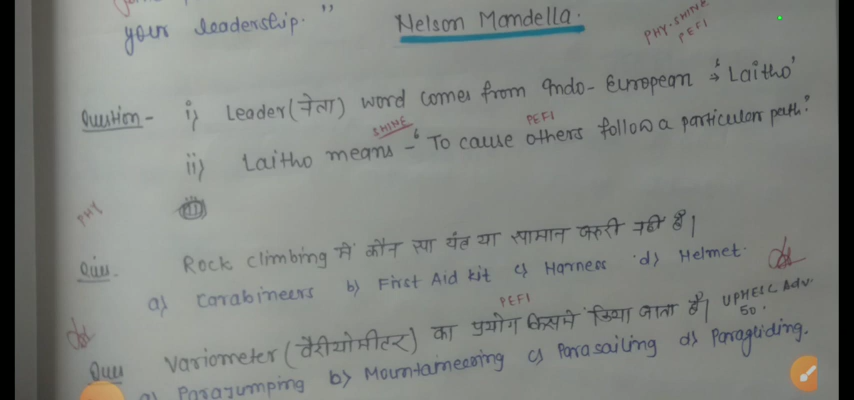 your leadership."
Nelson Mandella.
PHY-SHINE
PEFI
Question - i) Leader (नेता) word comes from Indo-European ⇒ 'Laitho'
SHINE PEFI
ii) Laitho means - 'To cause others follow a particular path.'
PHY
Ques. Rock climbing में कौन सा यंत्र या सामान जरुरी नहीं है।
a) Carabineers b) First Aid kit c) Harness d) Helmet.
PEFI
Ques Variometer (वैरीयोमीटर) का प्रयोग किसमें किया जाता है। UPHESC Adv. 50.
a) Parajumping b) Mountaineering c) Parasailing d) Paragliding.